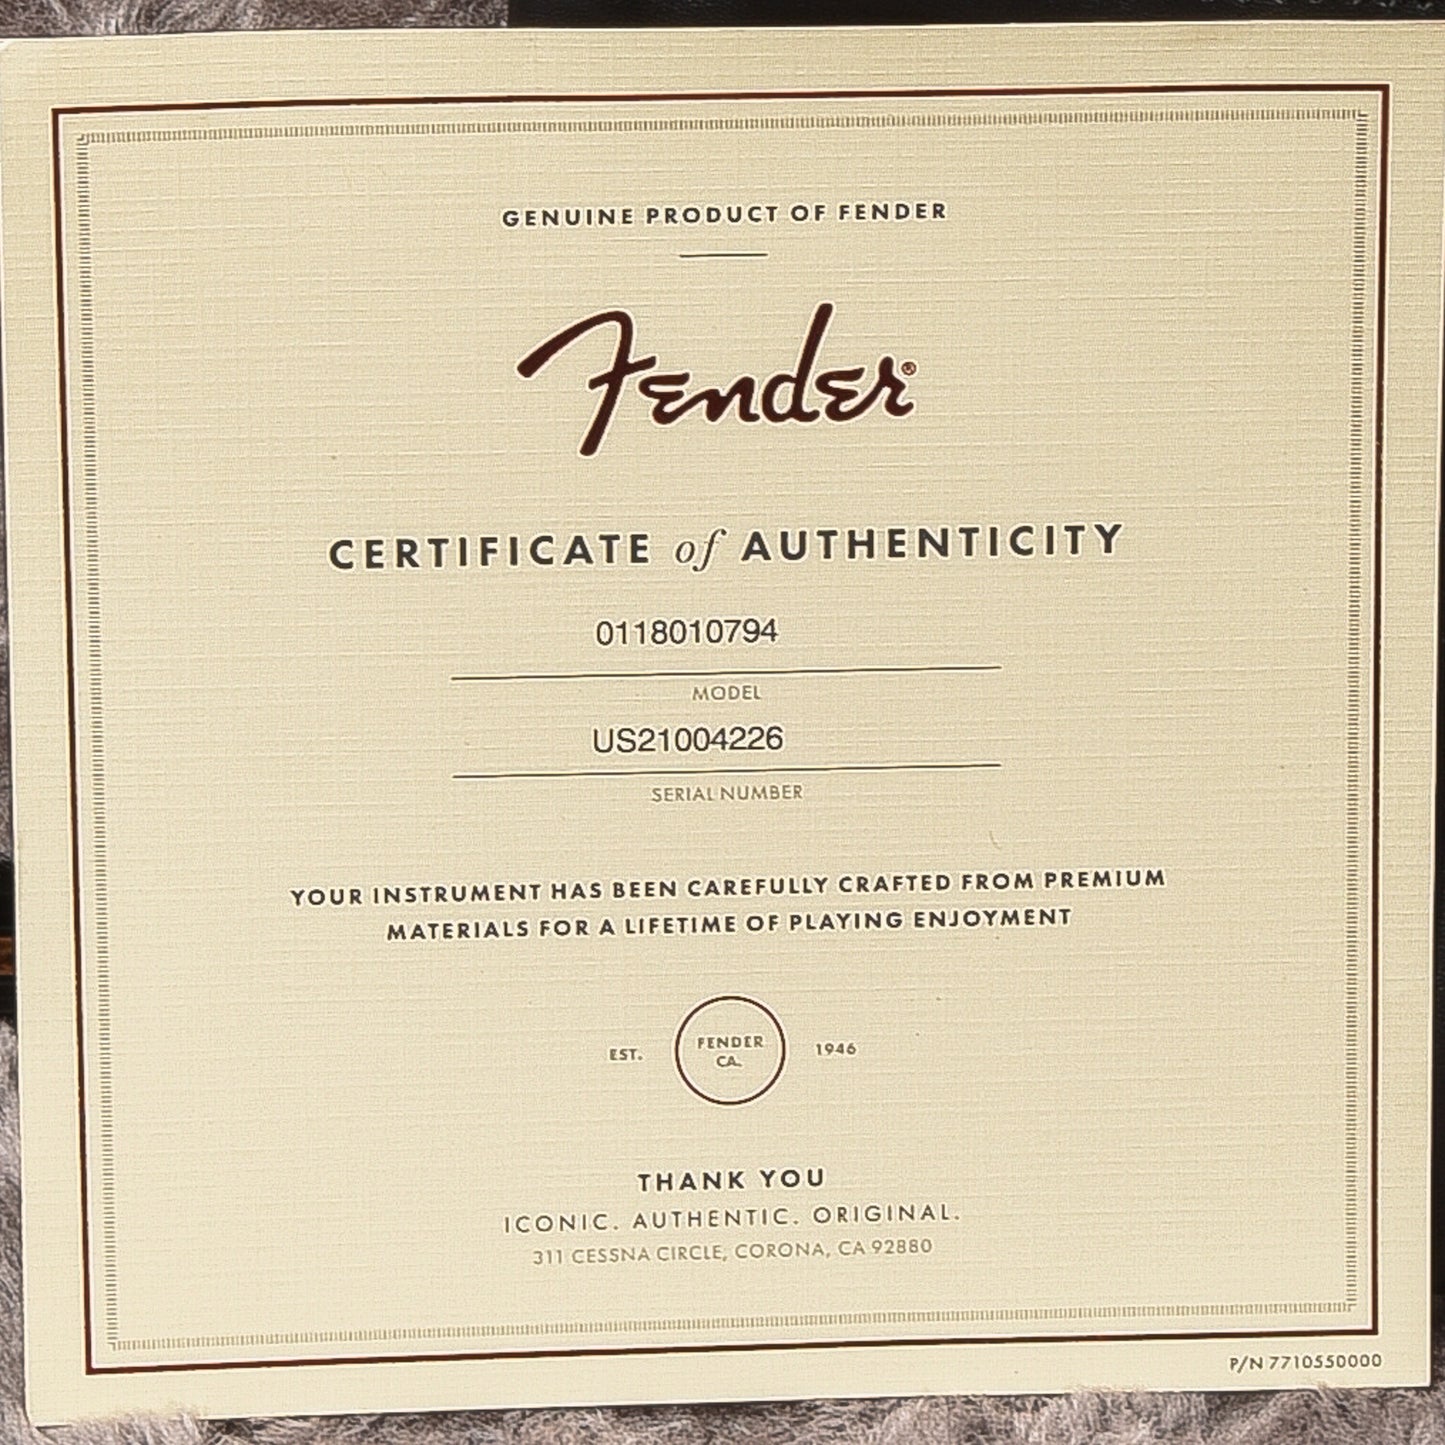 GENUINE PRODUCT OF FENDER
Fender®
CERTIFICATE of AUTHENTICITY
0118010794
MODEL
US21004226
SERIAL NUMBER
YOUR INSTRUMENT HAS BEEN CAREFULLY CRAFTED FROM PREMIUM
MATERIALS FOR A LIFETIME OF PLAYING ENJOYMENT
EST. FENDER CA. 1946
THANK YOU
ICONIC. AUTHENTIC. ORIGINAL.
311 CESSNA CIRCLE, CORONA, CA 92880
P/N 7710550000